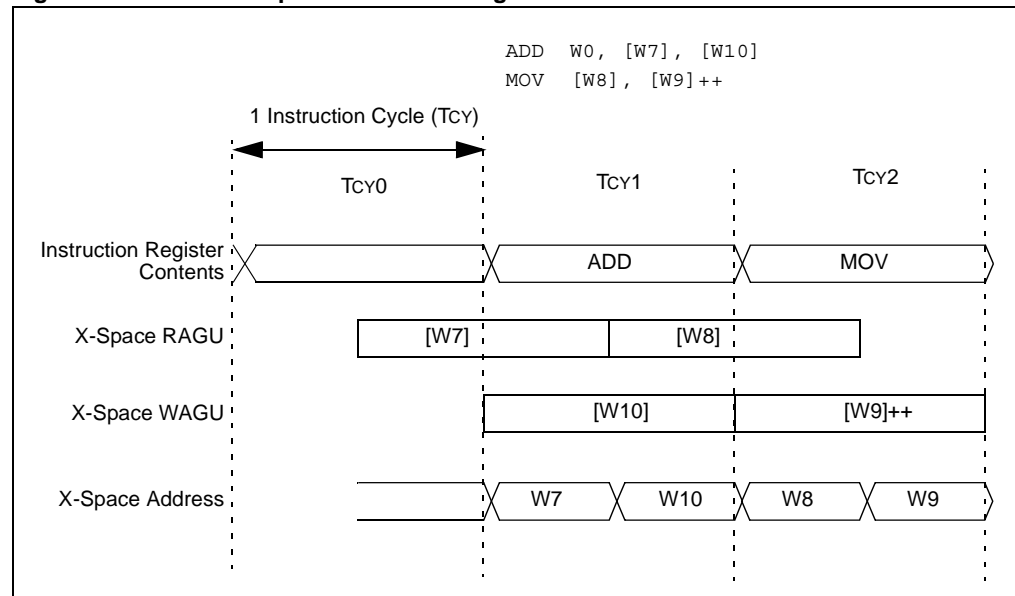 ADD W0, [W7], [W10]
MOV [W8], [W9]++
1 Instruction Cycle (TCY)
TCY0 TCY1 TCY2
Instruction Register
Contents
ADD MOV
X-Space RAGU [W7] [W8]
X-Space WAGU [W10] [W9]++
X-Space Address W7 W10 W8 W9